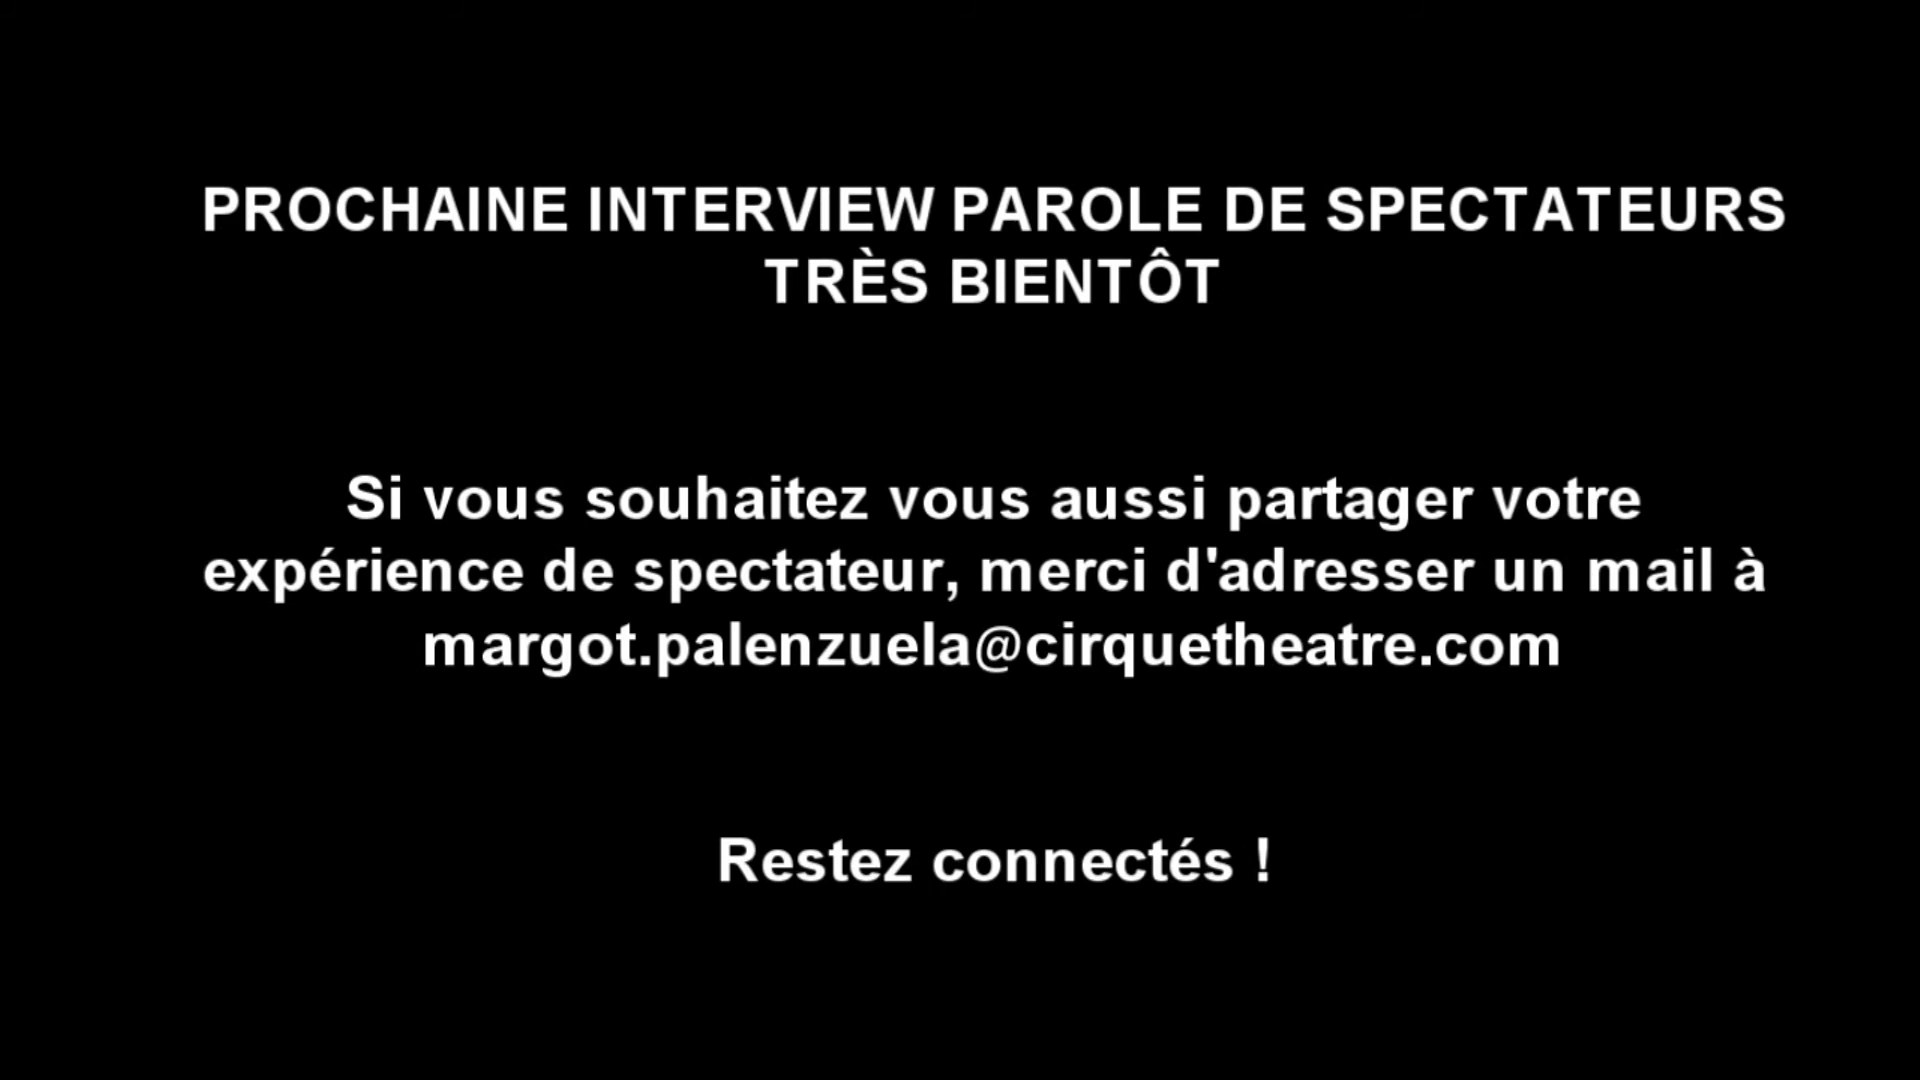 PROCHAINE INTERVIEW PAROLE DE SPECTATEURS
TRÈS BIENTÔT
Si vous souhaitez vous aussi partager votre
expérience de spectateur, merci d'adresser un mail à
margot.palenzuela@cirquetheatre.com
Restez connectés !